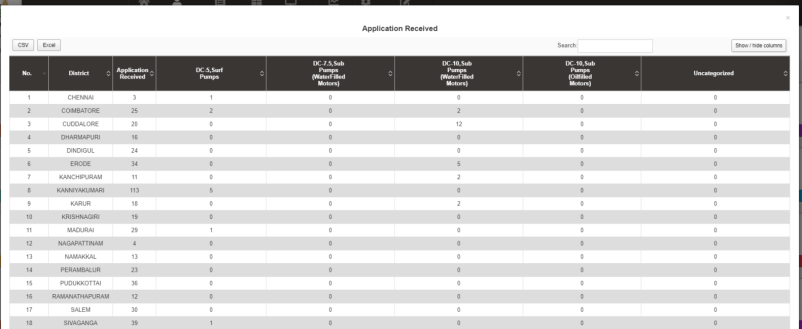 ×
Application Received
CSV Excel Search: Show / hide columns
No. District Application Received DC-5,Surf Pumps DC-7.5,Sub Pumps (WaterFilled Motors) DC-10,Sub Pumps (WaterFilled Motors) DC-10,Sub Pumps (Oilfilled Motors) Uncategorized
1 CHENNAI 3 1 0 0 0 0
2 COIMBATORE 25 2 0 2 0 0
3 CUDDALORE 20 0 0 12 0 0
4 DHARMAPURI 16 0 0 0 0 0
5 DINDIGUL 24 0 0 0 0 0
6 ERODE 34 0 0 5 0 0
7 KANCHIPURAM 11 0 0 2 0 0
8 KANNIYAKUMARI 113 5 0 0 0 0
9 KARUR 18 0 0 2 0 0
10 KRISHNAGIRI 19 0 0 0 0 0
11 MADURAI 29 1 0 0 0 0
12 NAGAPATTINAM 4 0 0 0 0 0
13 NAMAKKAL 13 0 0 0 0 0
14 PERAMBALUR 23 0 0 0 0 0
15 PUDUKKOTTAI 36 0 0 0 0 0
16 RAMANATHAPURAM 12 0 0 0 0 0
17 SALEM 30 0 0 0 0 0
18 SIVAGANGA 39 1 0 0 0 0